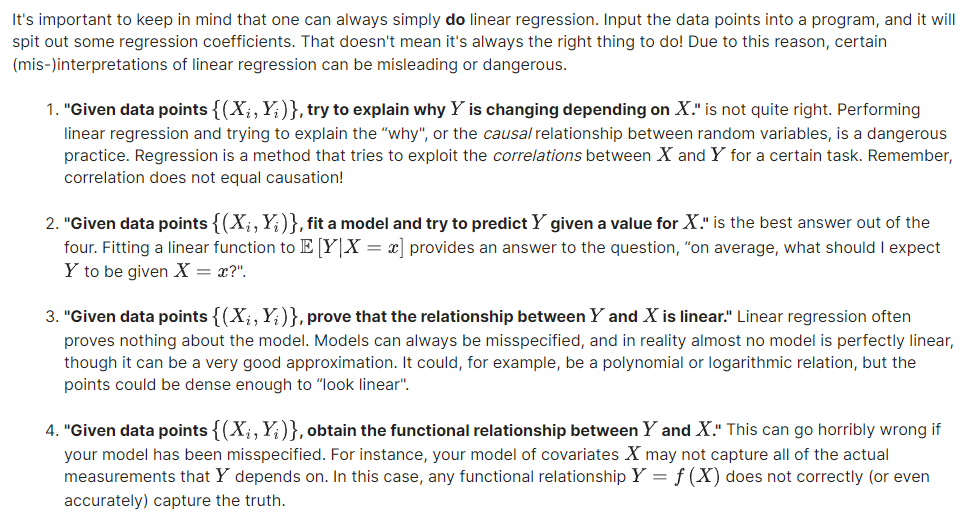 It's important to keep in mind that one can always simply do linear regression. Input the data points into a program, and it will
spit out some regression coefficients. That doesn't mean it's always the right thing to do! Due to this reason, certain
(mis-)interpretations of linear regression can be misleading or dangerous.
1. "Given data points {(Xᵢ, Yᵢ)}, try to explain why Y is changing depending on X." is not quite right. Performing
linear regression and trying to explain the “why", or the causal relationship between random variables, is a dangerous
practice. Regression is a method that tries to exploit the correlations between X and Y for a certain task. Remember,
correlation does not equal causation!
2. "Given data points {(Xᵢ, Yᵢ)}, fit a model and try to predict Y given a value for X." is the best answer out of the
four. Fitting a linear function to 𝔼 [Y|X = x] provides an answer to the question, “on average, what should I expect
Y to be given X = x?".
3. "Given data points {(Xᵢ, Yᵢ)}, prove that the relationship between Y and X is linear." Linear regression often
proves nothing about the model. Models can always be misspecified, and in reality almost no model is perfectly linear,
though it can be a very good approximation. It could, for example, be a polynomial or logarithmic relation, but the
points could be dense enough to “look linear".
4. "Given data points {(Xᵢ, Yᵢ)}, obtain the functional relationship between Y and X." This can go horribly wrong if
your model has been misspecified. For instance, your model of covariates X may not capture all of the actual
measurements that Y depends on. In this case, any functional relationship Y = f (X) does not correctly (or even
accurately) capture the truth.